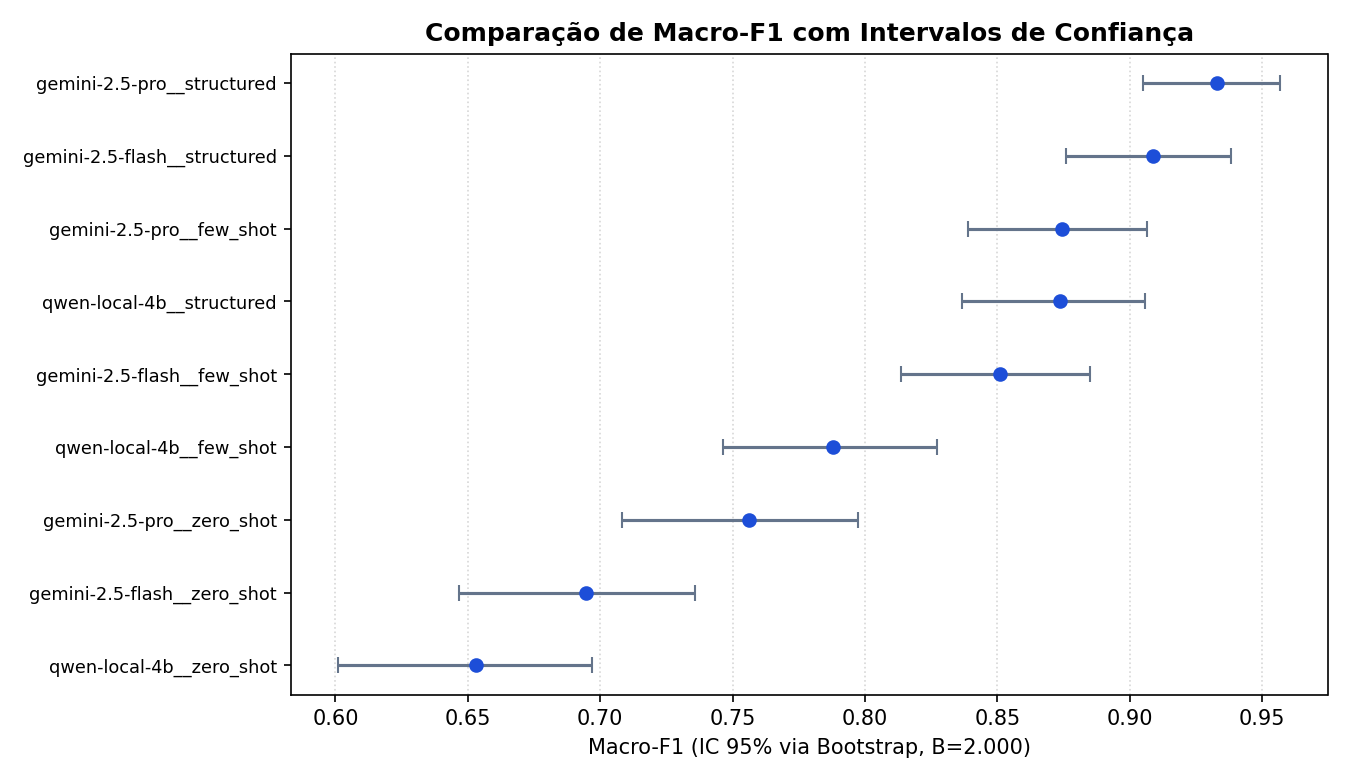 Comparação de Macro-F1 com Intervalos de Confiança
gemini-2.5-pro__structured
gemini-2.5-flash__structured
gemini-2.5-pro__few_shot
qwen-local-4b__structured
gemini-2.5-flash__few_shot
qwen-local-4b__few_shot
gemini-2.5-pro__zero_shot
gemini-2.5-flash__zero_shot
qwen-local-4b__zero_shot
0.60 0.65 0.70 0.75 0.80 0.85 0.90 0.95
Macro-F1 (IC 95% via Bootstrap, B=2.000)